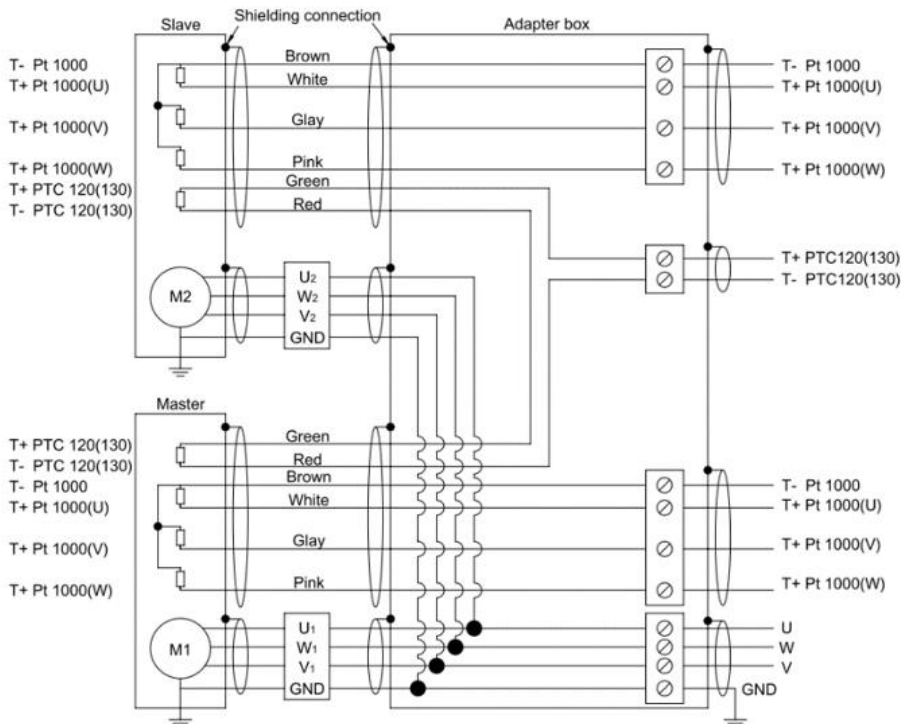 Shielding connection
Slave
Adapter box
T- Pt 1000
Brown
T- Pt 1000
T+ Pt 1000(U)
White
T+ Pt 1000(U)
T+ Pt 1000(V)
Glay
T+ Pt 1000(V)
T+ Pt 1000(W)
Pink
T+ Pt 1000(W)
T+ PTC 120(130)
Green
T- PTC 120(130)
Red
T+ PTC120(130)
T- PTC120(130)
M2
U2
W2
V2
GND
Master
T+ PTC 120(130)
Green
T- PTC 120(130)
Red
T- Pt 1000
Brown
T- Pt 1000
T+ Pt 1000(U)
White
T+ Pt 1000(U)
T+ Pt 1000(V)
Glay
T+ Pt 1000(V)
T+ Pt 1000(W)
Pink
T+ Pt 1000(W)
M1
U1
U
W1
W
V1
V
GND
GND